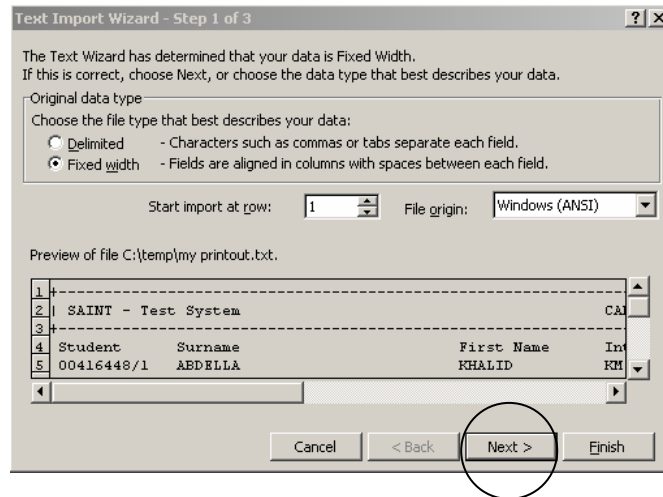 Text Import Wizard - Step 1 of 3
The Text Wizard has determined that your data is Fixed Width.
If this is correct, choose Next, or choose the data type that best describes your data.
Original data type
Choose the file type that best describes your data:
Delimited - Characters such as commas or tabs separate each field.
Fixed width - Fields are aligned in columns with spaces between each field.
Start import at row: 1 File origin: Windows (ANSI)
Preview of file C:\temp\my printout.txt.
1 +------------------------------------------------------------
2 | SAINT - Test System
3 +------------------------------------------------------------
4 Student Surname First Name
5 00416448/1 ABDELLA KHALID KM
Cancel < Back Next > Finish